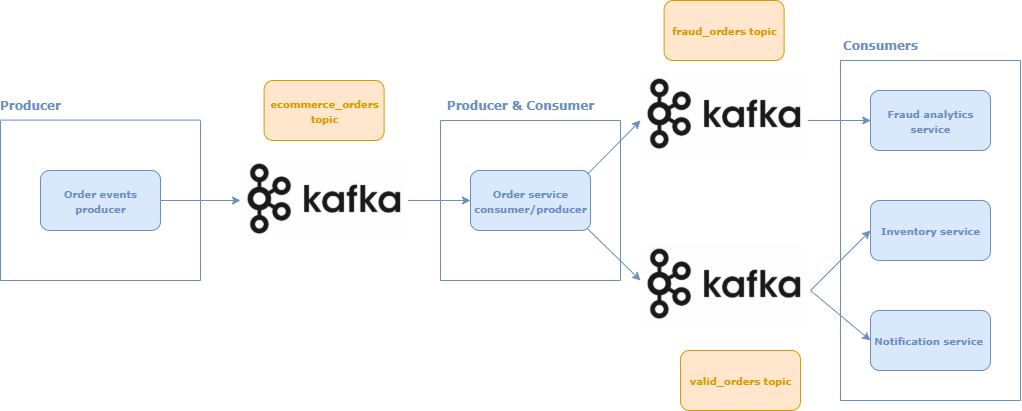 fraud_orders topic
Consumers
ecommerce_orders
topic
Producer
Producer & Consumer
kafka
Fraud analytics
service
Order events
producer
kafka
Order service
consumer/producer
Inventory service
kafka
Notification service
valid_orders topic